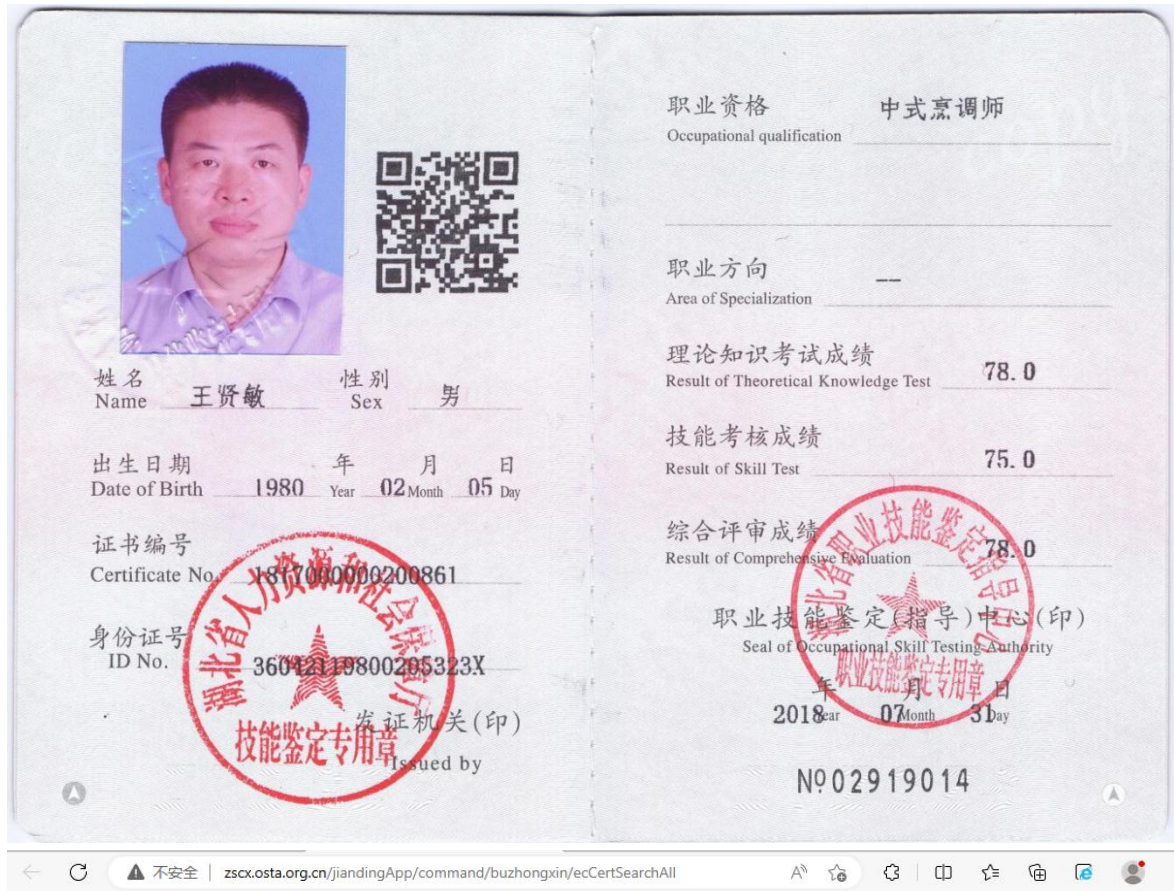 姓名
Name 王贤敏
性别
Sex 男
出生日期 年 月 日
Date of Birth 1980 Year 02 Month 05 Day
证书编号
Certificate No. 1817000000200861
身份证号
ID No. 36042119800205323X
发证机关(印)
Issued by
湖北省人力资源和社会保障厅
技能鉴定专用章
职业资格 中式烹调师
Occupational qualification
职业方向 --
Area of Specialization
理论知识考试成绩
Result of Theoretical Knowledge Test 78.0
技能考核成绩
Result of Skill Test 75.0
综合评审成绩
Result of Comprehensive Evaluation 78.0
职业技能鉴定(指导)中心(印)
Seal of Occupational Skill Testing Authority
湖北省职业技能鉴定指导中心
职业技能鉴定专用章
年 月 日
2018 Year 07 Month 31 Day
№02919014
不安全 | zscx.osta.org.cn/jiandingApp/command/buzhongxin/ecCertSearchAll